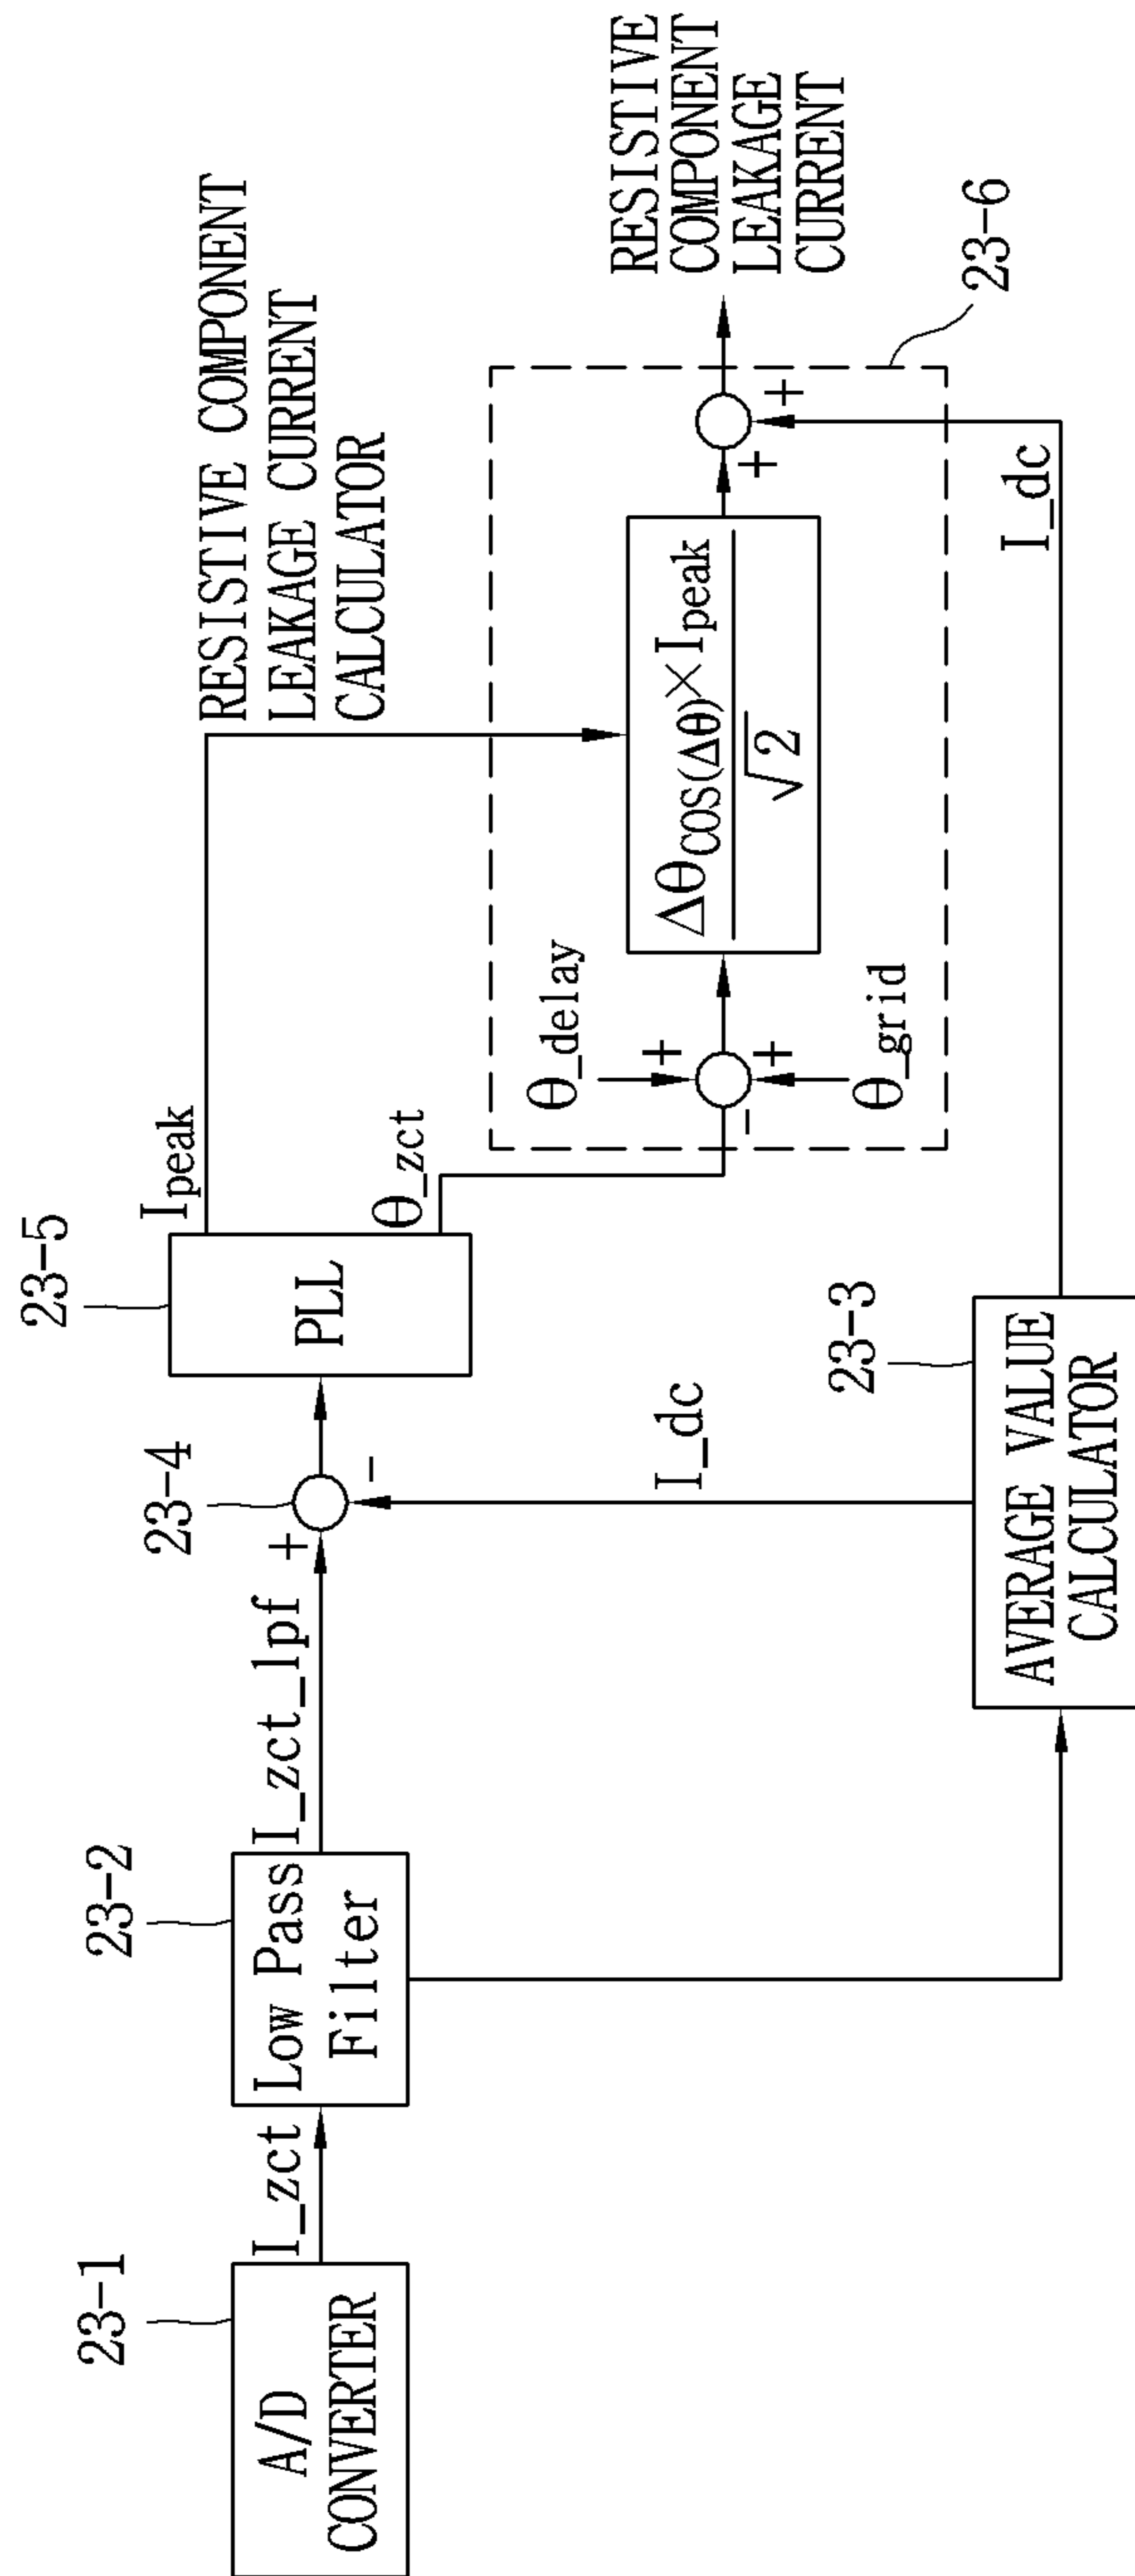 23-1
A/D
CONVERTER
I_zct
23-2
Low Pass
Filter
I_zct_lpf
+
-
23-4
23-5
PLL
Ipeak
θ_zct
I_dc
23-3
AVERAGE VALUE
CALCULATOR
I_dc
RESISTIVE COMPONENT
LEAKAGE CURRENT
CALCULATOR
θ_delay
+
-
+
θ_grid
ΔθCOS(Δθ)×Ipeak
√2
+
+
23-6
RESISTIVE
COMPONENT
LEAKAGE
CURRENT